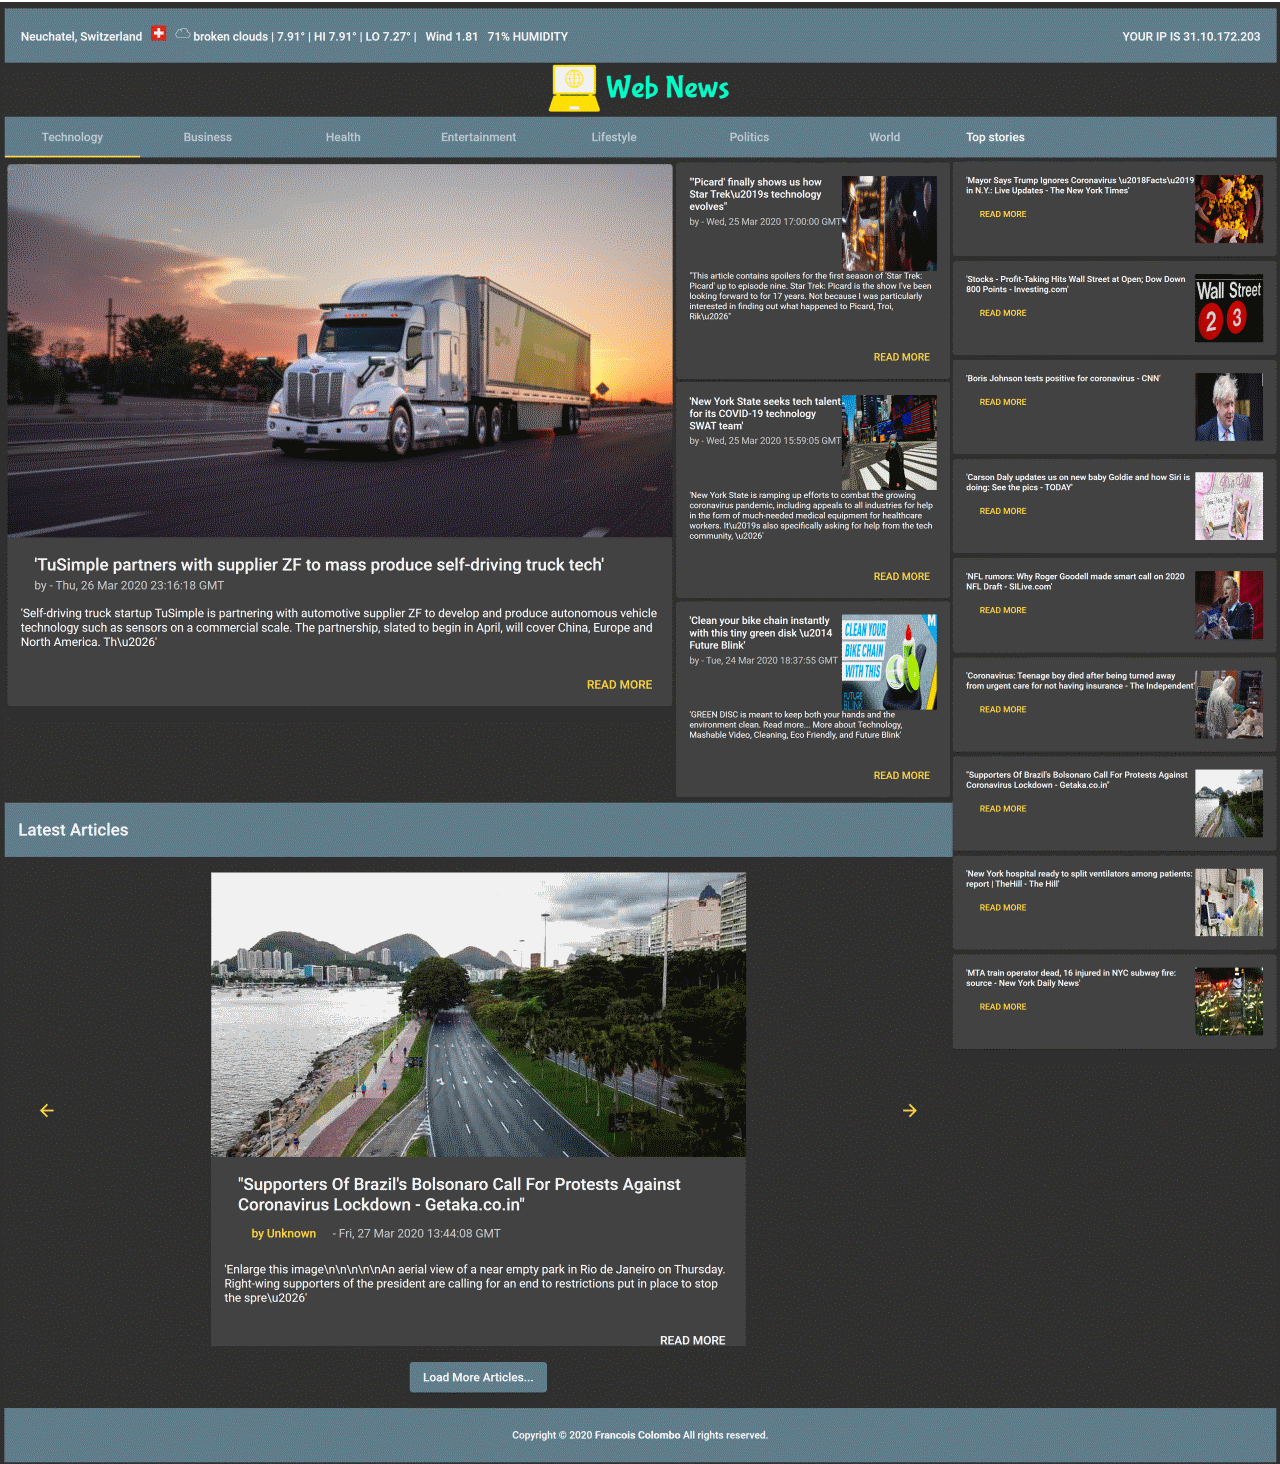 Neuchatel, Switzerland broken clouds | 7.91° | HI 7.91° | LO 7.27° | Wind 1.81 71% HUMIDITY
YOUR IP IS 31.10.172.203
Web News
Technology Business Health Entertainment Lifestyle Politics World Top stories
'TuSimple partners with supplier ZF to mass produce self-driving truck tech'
by - Thu, 26 Mar 2020 23:16:18 GMT
'Self-driving truck startup TuSimple is partnering with automotive supplier ZF to develop and produce autonomous vehicle
technology such as sensors on a commercial scale. The partnership, slated to begin in April, will cover China, Europe and
North America. Th\u2026'
READ MORE
"'Picard' finally shows us how
Star Trek\u2019s technology
evolves"
by - Wed, 25 Mar 2020 17:00:00 GMT
"This article contains spoilers for the first season of 'Star Trek:
Picard' up to episode nine. Star Trek: Picard is the show I've been
looking forward to for 17 years. Not because I was particularly
interested in finding out what happened to Picard, Troi,
Rik\u2026"
READ MORE
'New York State seeks tech talent
for its COVID-19 technology
SWAT team'
by - Wed, 25 Mar 2020 15:59:05 GMT
'New York State is ramping up efforts to combat the growing
coronavirus pandemic, including appeals to all industries for help
in the form of much-needed medical equipment for healthcare
workers. It\u2019s also specifically asking for help from the tech
community, \u2026'
READ MORE
'Clean your bike chain instantly
with this tiny green disk \u2014
Future Blink'
by - Tue, 24 Mar 2020 18:37:55 GMT
CLEAN YOUR
BIKE CHAIN
WITH THIS
M
FUTURE
BLINK
'GREEN DISC is meant to keep both your hands and the
environment clean. Read more... More about Technology,
Mashable Video, Cleaning, Eco Friendly, and Future Blink'
READ MORE
'Mayor Says Trump Ignores Coronavirus \u2018Facts\u2019
in N.Y.: Live Updates - The New York Times'
READ MORE
'Stocks - Profit-Taking Hits Wall Street at Open; Dow Down
800 Points - Investing.com'
READ MORE
Wall Street
2 3
'Boris Johnson tests positive for coronavirus - CNN'
READ MORE
'Carson Daly updates us on new baby Goldie and how Siri is
doing: See the pics - TODAY'
READ MORE
'NFL rumors: Why Roger Goodell made smart call on 2020
NFL Draft - SILive.com'
READ MORE
'Coronavirus: Teenage boy died after being turned away
from urgent care for not having insurance - The Independent'
READ MORE
"Supporters Of Brazil's Bolsonaro Call For Protests Against
Coronavirus Lockdown - Getaka.co.in"
READ MORE
'New York hospital ready to split ventilators among patients:
report | TheHill - The Hill'
READ MORE
'MTA train operator dead, 16 injured in NYC subway fire:
source - New York Daily News'
READ MORE
Latest Articles
"Supporters Of Brazil's Bolsonaro Call For Protests Against
Coronavirus Lockdown - Getaka.co.in"
by Unknown - Fri, 27 Mar 2020 13:44:08 GMT
'Enlarge this image\n\n\n\n\nAn aerial view of a near empty park in Rio de Janeiro on Thursday.
Right-wing supporters of the president are calling for an end to restrictions put in place to stop
the spre\u2026'
READ MORE
Load More Articles...
Copyright © 2020 Francois Colombo All rights reserved.